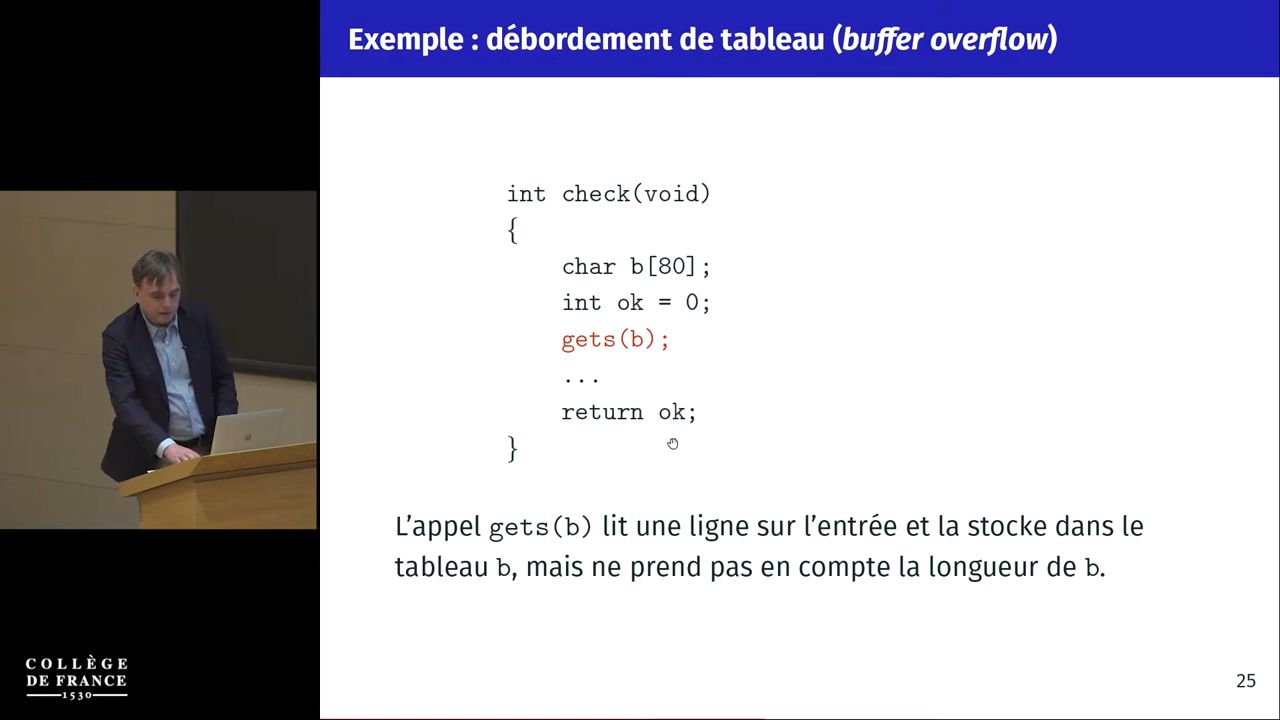 Exemple : débordement de tableau (buffer overflow)
int check(void)
{
char b[80];
int ok = 0;
gets(b);
...
return ok;
}
L'appel gets(b) lit une ligne sur l'entrée et la stocke dans le
tableau b, mais ne prend pas en compte la longueur de b.
COLLÈGE
DE FRANCE
1530
25